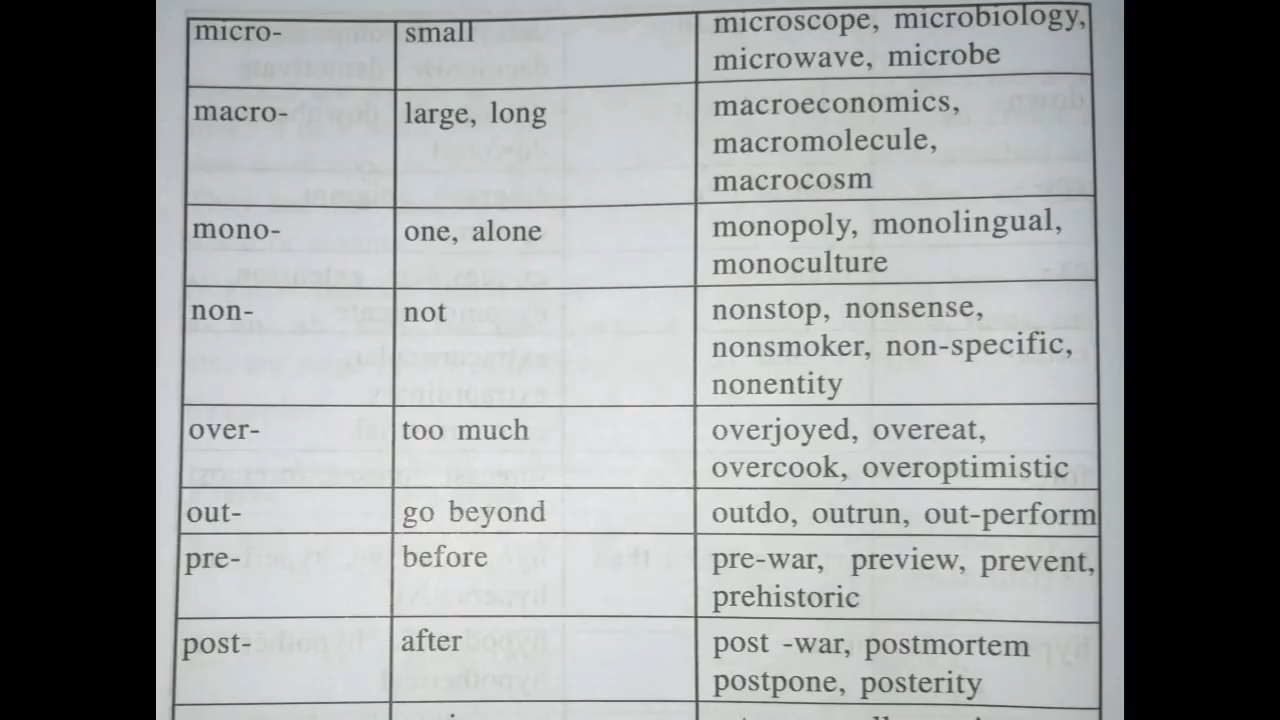 micro- small microscope, microbiology,
microwave, microbe
macro- large, long macroeconomics,
macromolecule,
macrocosm
mono- one, alone monopoly, monolingual,
monoculture
non- not nonstop, nonsense,
nonsmoker, non-specific,
nonentity
over- too much overjoyed, overeat,
overcook, overoptimistic
out- go beyond outdo, outrun, out-perform
pre- before pre-war, preview, prevent,
prehistoric
post- after post -war, postmortem
postpone, posterity